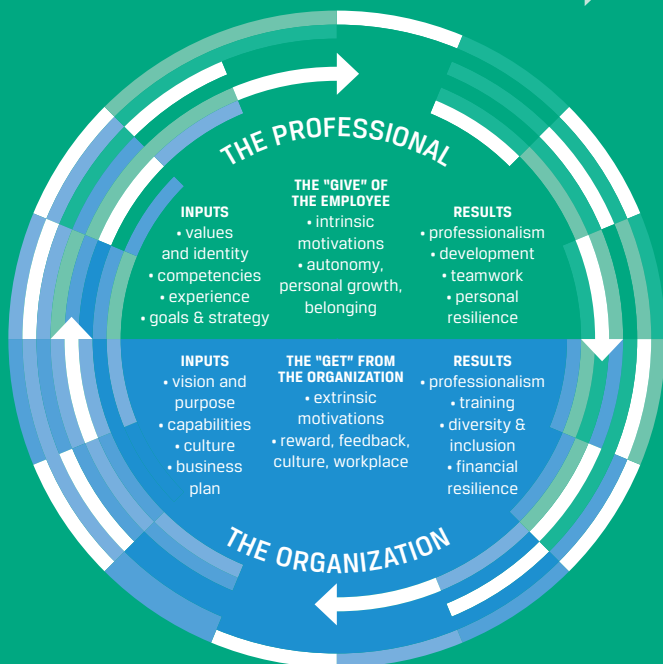 THE PROFESSIONAL
INPUTS
• values
and identity
• competencies
• experience
• goals & strategy
THE "GIVE" OF
THE EMPLOYEE
• intrinsic
motivations
• autonomy,
personal growth,
belonging
RESULTS
• professionalism
• development
• teamwork
• personal
resilience
INPUTS
• vision and
purpose
• capabilities
• culture
• business
plan
THE "GET" FROM
THE ORGANIZATION
• extrinsic
motivations
• reward, feedback,
culture, workplace
RESULTS
• professionalism
• training
• diversity &
inclusion
• financial
resilience
THE ORGANIZATION